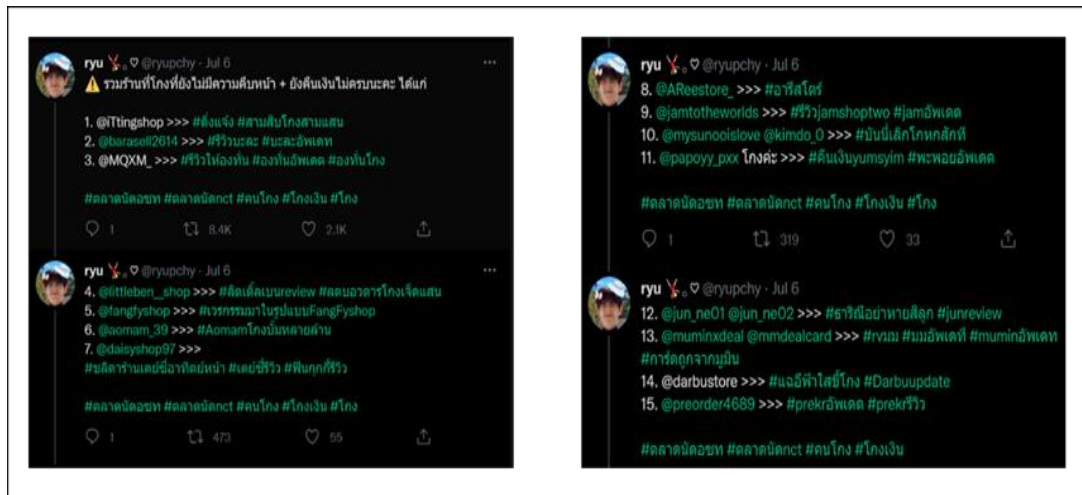 ryu @ryupchy · Jul 6
⚠️ รวมร้านที่โกงที่ยังไม่มีความคืบหน้า + ยังคืนเงินไม่ครบนะคะ ได้แก่
1. @iTtingshop >>> #ติ่งแจ้ง #สามสิบโกงสามแสน
2. @barasell2614 >>> #รีวิวบะละ #บะละอัพเดท
3. @MQXM_ >>> #รีวิวให้องทั่น #องทั่นอัพเดต #องทั่นโกง
#ตลาดนัดอซท #ตลาดนัดnct #คนโกง #โกงเงิน #โกง
1 8.4K 2.1K
ryu @ryupchy · Jul 6
4. @littleben__shop >>> #ลิตเติ้ลเบนreview #ลตบอวตารโกงเจ็ดแสน
5. @fangfyshop >>> #เวรกรรมมาในรูปแบบFangFyshop
6. @aomam_39 >>> #Aomamโกงบั้มหลายล้าน
7. @daisyshop97 >>>
#ชลิตาร้านเดย์ซี่อาทิตย์หน้า #เดย์ซี่รีวิว #ฟินกุกกี้รีวิว
#ตลาดนัดอซท #ตลาดนัดnct #คนโกง #โกงเงิน #โกง
1 473 55
ryu @ryupchy · Jul 6
8. @AReestore_ >>> #อารีสโตร์
9. @jamtotheworlds >>> #รีวิวjamshoptwo #jamอัพเดต
10. @mysunooislove @kimdo_0 >>> #บันนี่เลิกโกหกสักที
11. @papoyy_pxx โกงค่ะ >>> #คืนเงินyumsyim #พะพอยอัพเดต
#ตลาดนัดอซท #ตลาดนัดnct #คนโกง #โกงเงิน #โกง
1 319 33
ryu @ryupchy · Jul 6
12. @jun_ne01 @jun_ne02 >>> #ธาริณีอย่าหายสิลูก #junreview
13. @muminxdeal @mmdealcard >>> #rvมม #มมอัพเดที่ #muminอัพเดท
#การ์ดถูกจากมูมิน
14. @darbustore >>> #แฉอีฟ้าใสขี้โกง #Darbuupdate
15. @preorder4689 >>> #prekrอัพเดต #prekrรีวิว
#ตลาดนัดอซท #ตลาดนัดnct #คนโกง #โกงเงิน